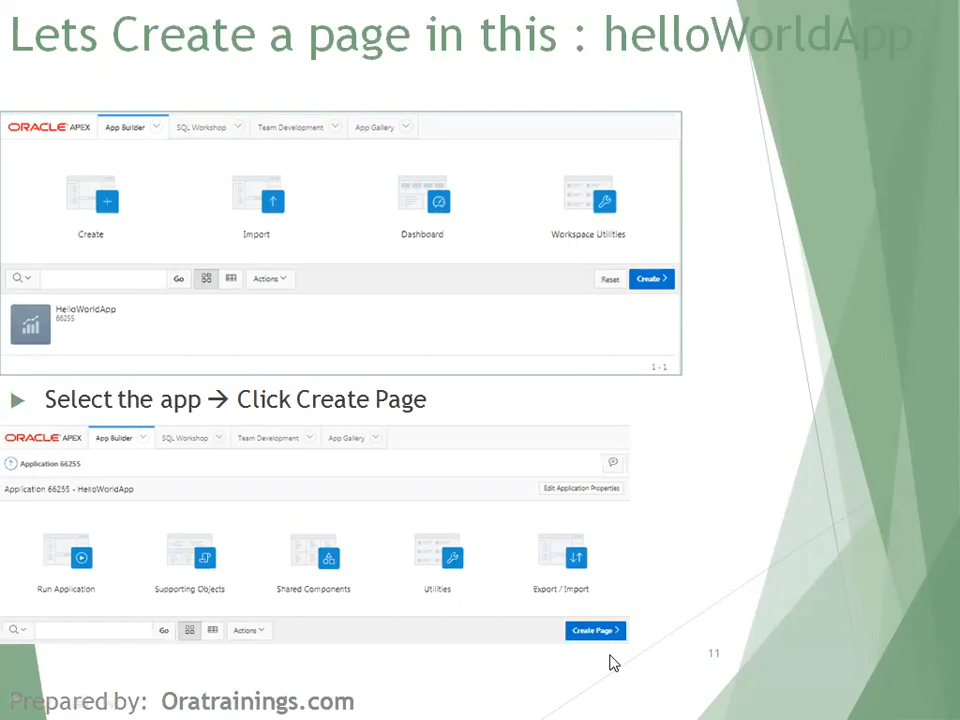 Lets Create a page in this : helloWorldApp
ORACLE APEX App Builder SQL Workshop Team Development App Gallery
Create Import Dashboard Workspace Utilities
Go Actions Reset Create >
HelloWorldApp
66255
1 - 1
Select the app → Click Create Page
ORACLE APEX App Builder SQL Workshop Team Development App Gallery
Application 66255
Application 66255 - HelloWorldApp Edit Application Properties
Run Application Supporting Objects Shared Components Utilities Export / Import
Go Actions Create Page >
11
Prepared by: Oratrainings.com